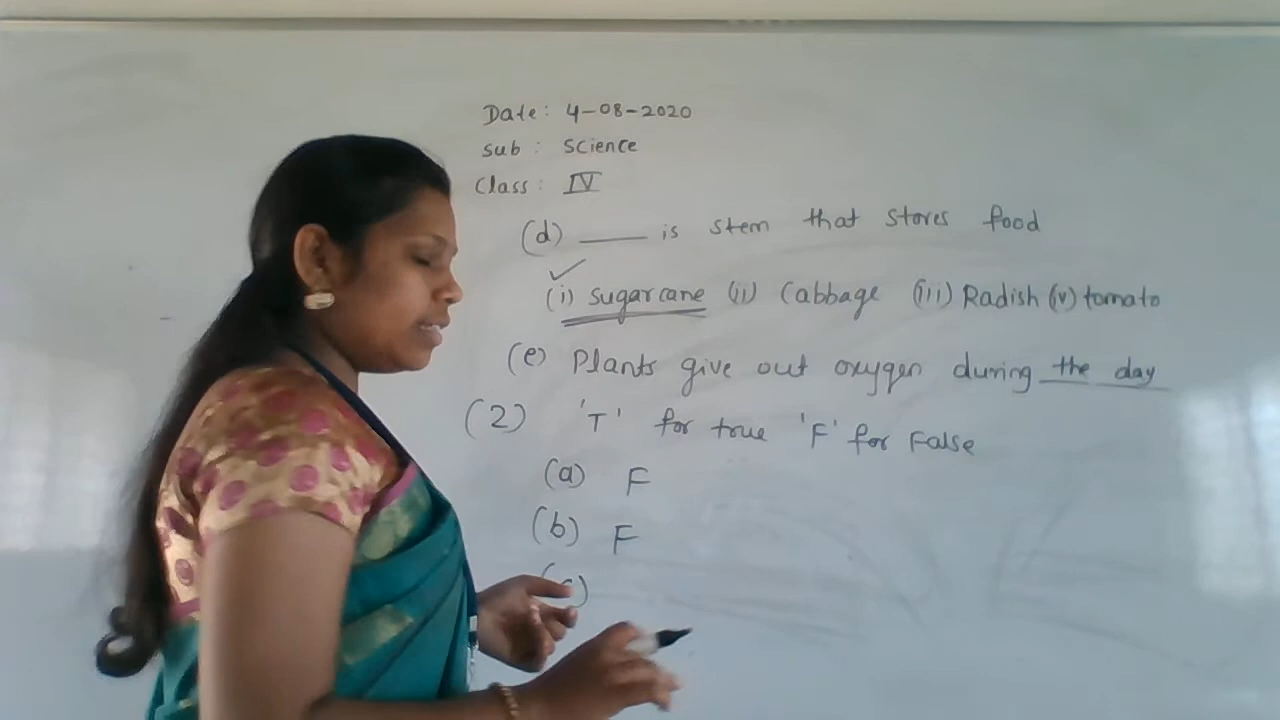 Date: 4-08-2020
Sub: Science
Class: IV
(d) ____ is stem that stores food
(i) Sugarcane (ii) Cabbage (iii) Radish (v) tomato
(e) Plants give out oxygen during the day
(2) 'T' for true 'F' for False
(a) F
(b) F
(c)